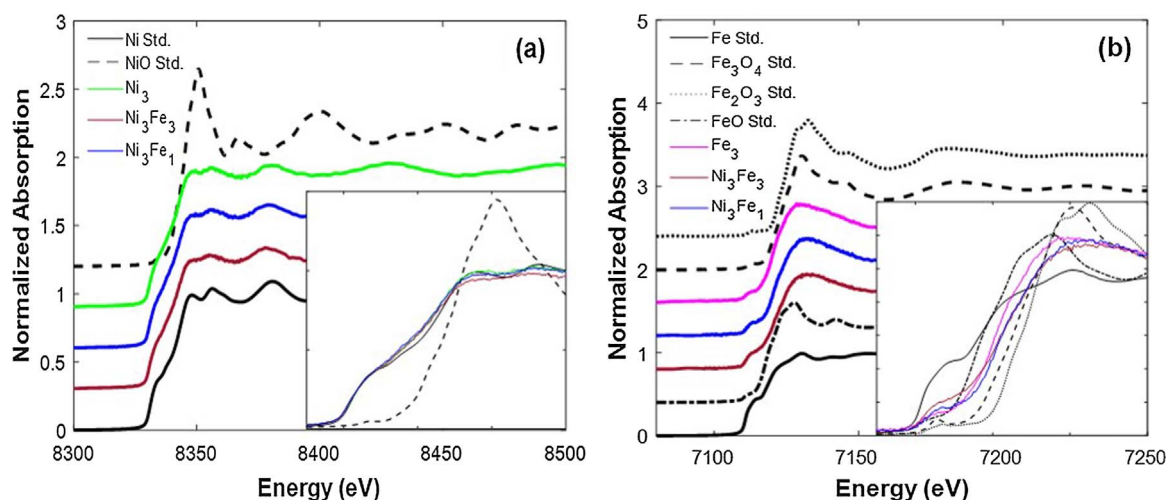 3
2.5
2
1.5
1
0.5
0
8300
8350
8400
8450
8500
Normalized Absorption
Energy (eV)
(a)
Ni Std.
NiO Std.
Ni₃
Ni₃Fe₃
Ni₃Fe₁
5
4
3
2
1
0
7100
7150
7200
7250
Normalized Absorption
Energy (eV)
(b)
Fe Std.
Fe₃O₄ Std.
Fe₂O₃ Std.
FeO Std.
Fe₃
Ni₃Fe₃
Ni₃Fe₁